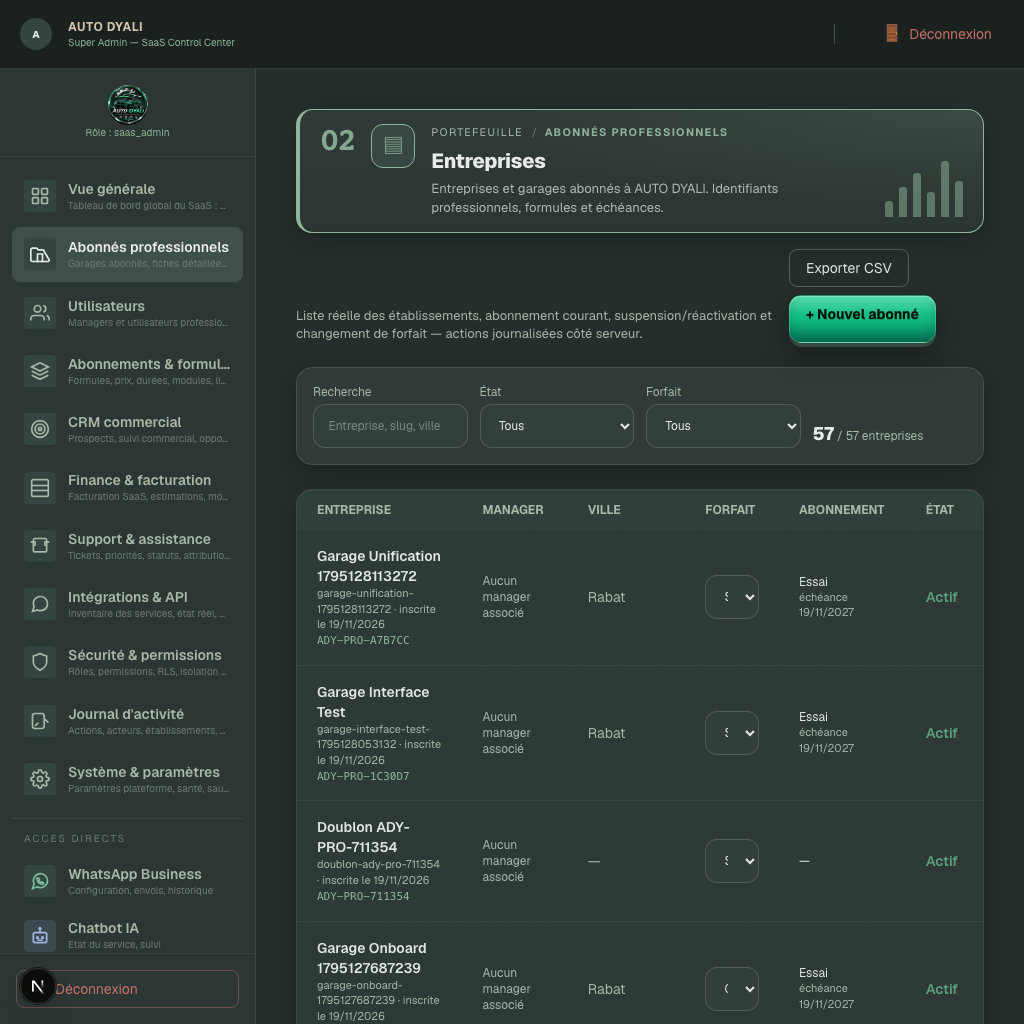 A
AUTO DYALI
Super Admin — SaaS Control Center
Déconnexion
Rôle : saas_admin
Vue générale
Tableau de bord global du SaaS : ...
Abonnés professionnels
Garages abonnés, fiches détaillée...
Utilisateurs
Managers et utilisateurs professio...
Abonnements & formul...
Formules, prix, durées, modules, li...
CRM commercial
Prospects, suivi commercial, oppo...
Finance & facturation
Facturation SaaS, estimations, mo...
Support & assistance
Tickets, priorités, statuts, attributio...
Intégrations & API
Inventaire des services, état réel, ...
Sécurité & permissions
Rôles, permissions, RLS, isolation ...
Journal d'activité
Actions, acteurs, établissements, ...
Système & paramètres
Paramètres plateforme, santé, sau...
ACCES DIRECTS
WhatsApp Business
Configuration, envois, historique
Chatbot IA
Etat du service, suivi
N
Déconnexion
02
PORTEFEUILLE / ABONNÉS PROFESSIONNELS
Entreprises
Entreprises et garages abonnés à AUTO DYALI. Identifiants
professionnels, formules et échéances.
Exporter CSV
Liste réelle des établissements, abonnement courant, suspension/réactivation et
changement de forfait — actions journalisées côté serveur.
+ Nouvel abonné
Recherche
Entreprise, slug, ville
État
Tous
Forfait
Tous
57 / 57 entreprises
ENTREPRISE MANAGER VILLE FORFAIT ABONNEMENT ÉTAT
Garage Unification
1795128113272
garage-unification-
1795128113272 · inscrite
le 19/11/2026
ADY-PRO-A7B7CC
Aucun
manager
associé
Rabat
Essai
échéance
19/11/2027
Actif
Garage Interface
Test
garage-interface-test-
1795128053132 · inscrite
le 19/11/2026
ADY-PRO-1C30D7
Aucun
manager
associé
Rabat
Essai
échéance
19/11/2027
Actif
Doublon ADY-
PRO-711354
doublon-ady-pro-711354
· inscrite le 19/11/2026
ADY-PRO-711354
Aucun
manager
associé
—
—
Actif
Garage Onboard
1795127687239
garage-onboard-
1795127687239 · inscrite
le 19/11/2026
Aucun
manager
associé
Rabat
Essai
échéance
19/11/2027
Actif